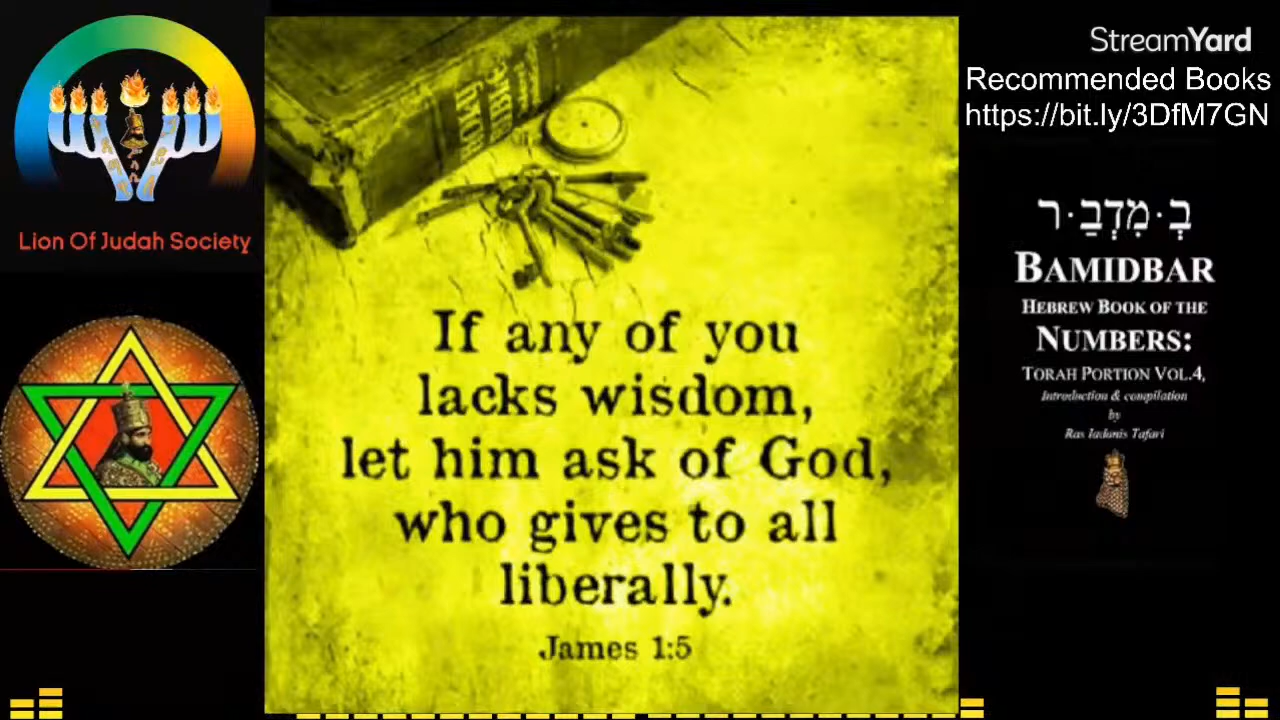 Lion Of Judah Society
HOLY
BIBLE
If any of you
lacks wisdom,
let him ask of God,
who gives to all
liberally.
James 1:5
StreamYard
Recommended Books
https://bit.ly/3DfM7GN
בְּ·מִדְבַּ·ר
BAMIDBAR
HEBREW BOOK OF THE
NUMBERS:
TORAH PORTION VOL.4,
Introduction & compilation
by
Ras Iadonis Tafari